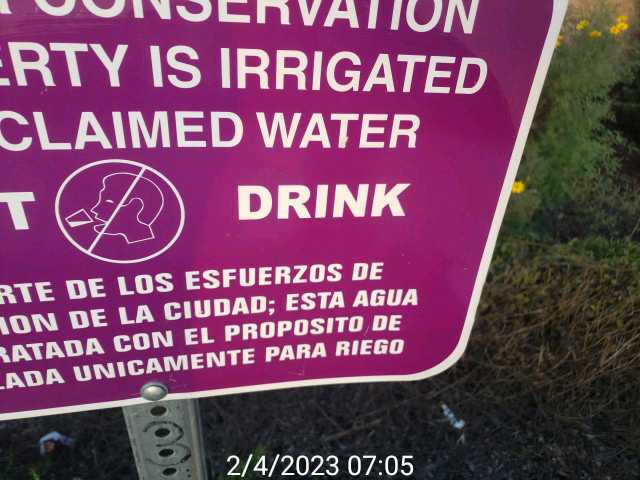 CONSERVATION
ERTY IS IRRIGATED
CLAIMED WATER
T DRINK
RTE DE LOS ESFUERZOS DE
ION DE LA CIUDAD; ESTA AGUA
RATADA CON EL PROPOSITO DE
LADA UNICAMENTE PARA RIEGO
2/4/2023 07:05